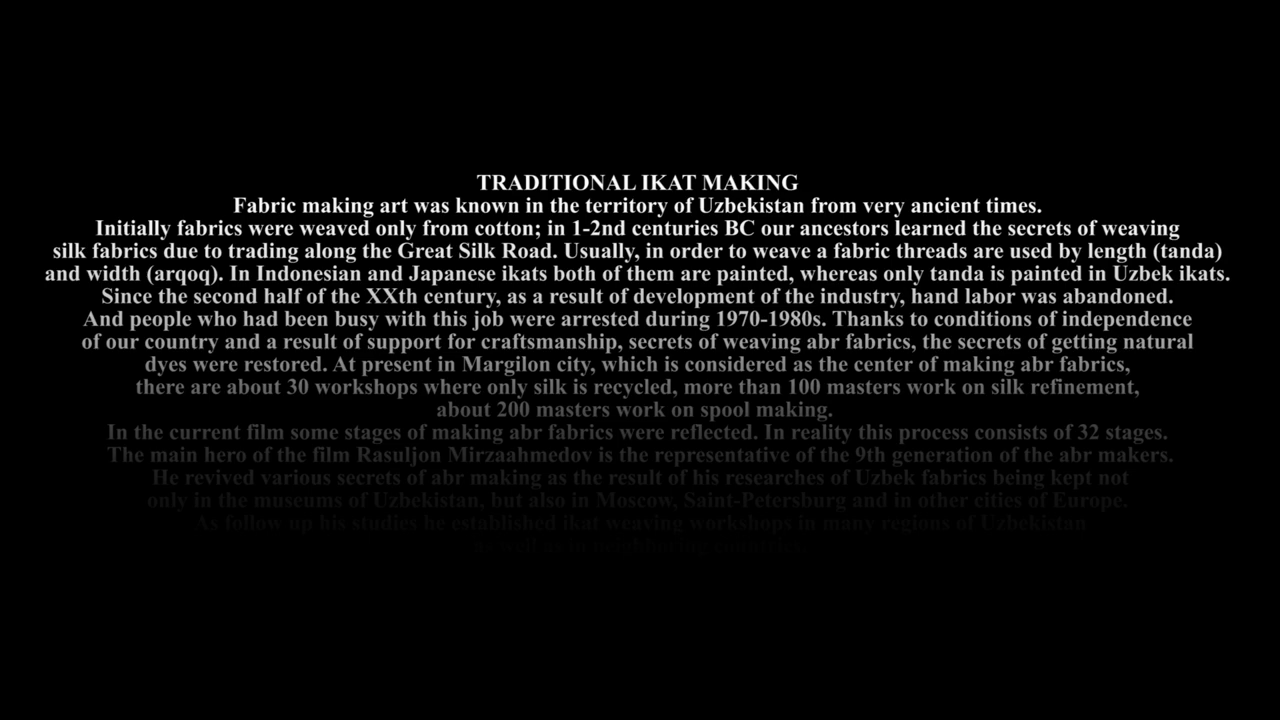 TRADITIONAL IKAT MAKING
Fabric making art was known in the territory of Uzbekistan from very ancient times.
Initially fabrics were weaved only from cotton; in 1-2nd centuries BC our ancestors learned the secrets of weaving
silk fabrics due to trading along the Great Silk Road. Usually, in order to weave a fabric threads are used by length (tanda)
and width (arqoq). In Indonesian and Japanese ikats both of them are painted, whereas only tanda is painted in Uzbek ikats.
Since the second half of the XXth century, as a result of development of the industry, hand labor was abandoned.
And people who had been busy with this job were arrested during 1970-1980s. Thanks to conditions of independence
of our country and a result of support for craftsmanship, secrets of weaving abr fabrics, the secrets of getting natural
dyes were restored. At present in Margilon city, which is considered as the center of making abr fabrics,
there are about 30 workshops where only silk is recycled, more than 100 masters work on silk refinement,
about 200 masters work on spool making.
In the current film some stages of making abr fabrics were reflected. In reality this process consists of 32 stages.
The main hero of the film Rasuljon Mirzaahmedov is the representative of the 9th generation of the abr makers.
He revived various secrets of abr making as the result of his researches of Uzbek fabrics being kept not
only in the museums of Uzbekistan, but also in Moscow, Saint-Petersburg and in other cities of Europe.
As follow up his studies he established ikat weaving workshops in many regions of Uzbekistan
as well as in neighboring countries.